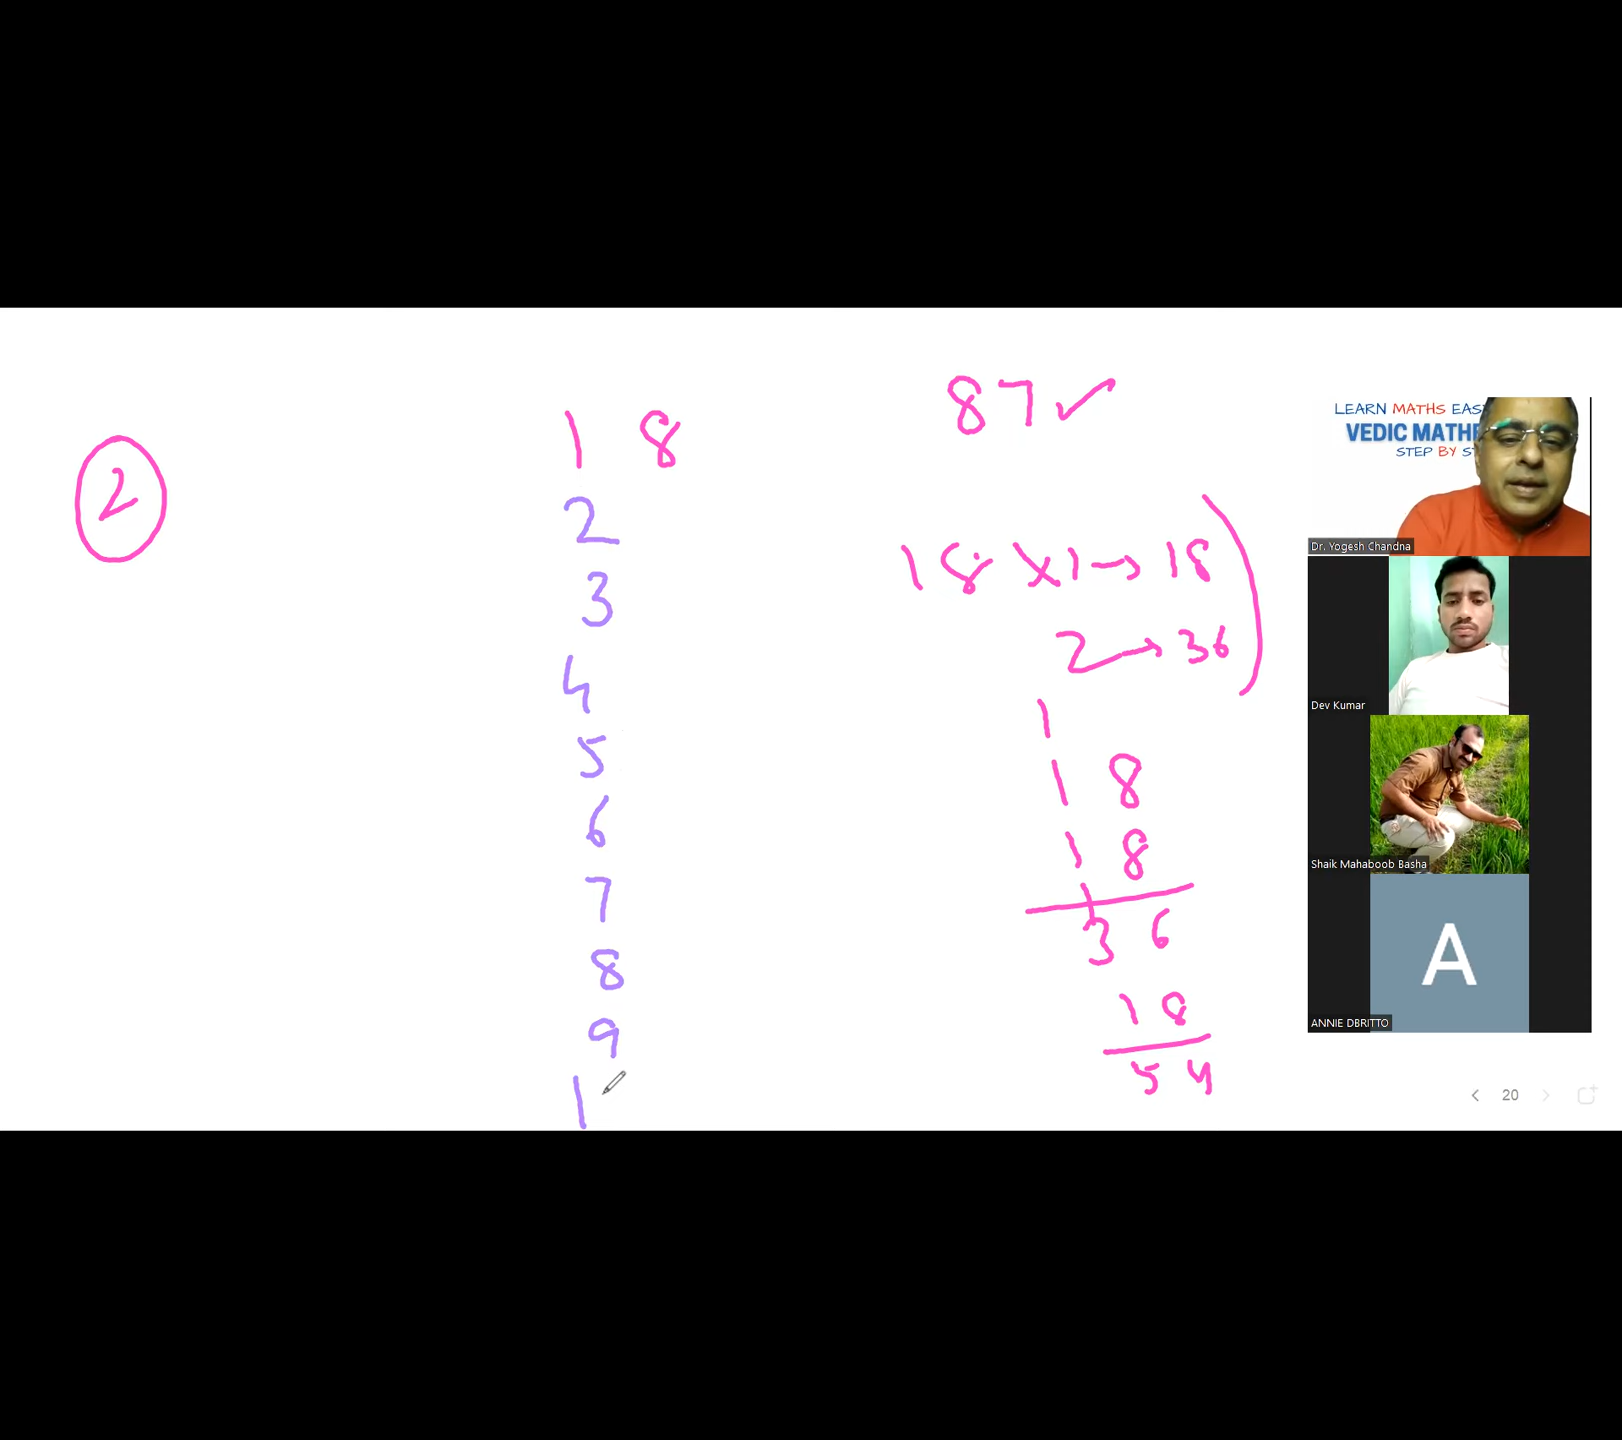 2
1 8
2
3
4
5
6
7
8
9
1
87✓
18 ×1→ 18
2→36
1
1 8
1 8
3 6
1 8
5 4
LEARN MATHS EAS
VEDIC MATHE
STEP BY S
Dr. Yogesh Chandna
Dev Kumar
Shaik Mahaboob Basha
A
ANNIE DBRITTO
< 20 >